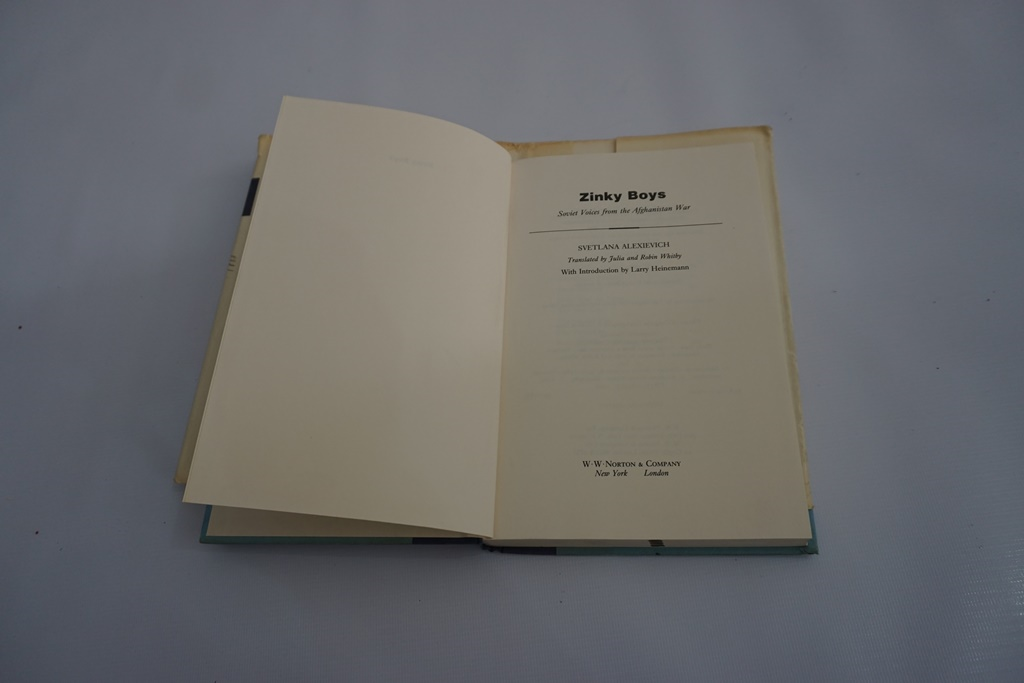 Zinky Boys
Soviet Voices from the Afghanistan War
SVETLANA ALEXIEVICH
Translated by Julia and Robin Whitby
With Introduction by Larry Heinemann
W·W·NORTON & COMPANY
New York London